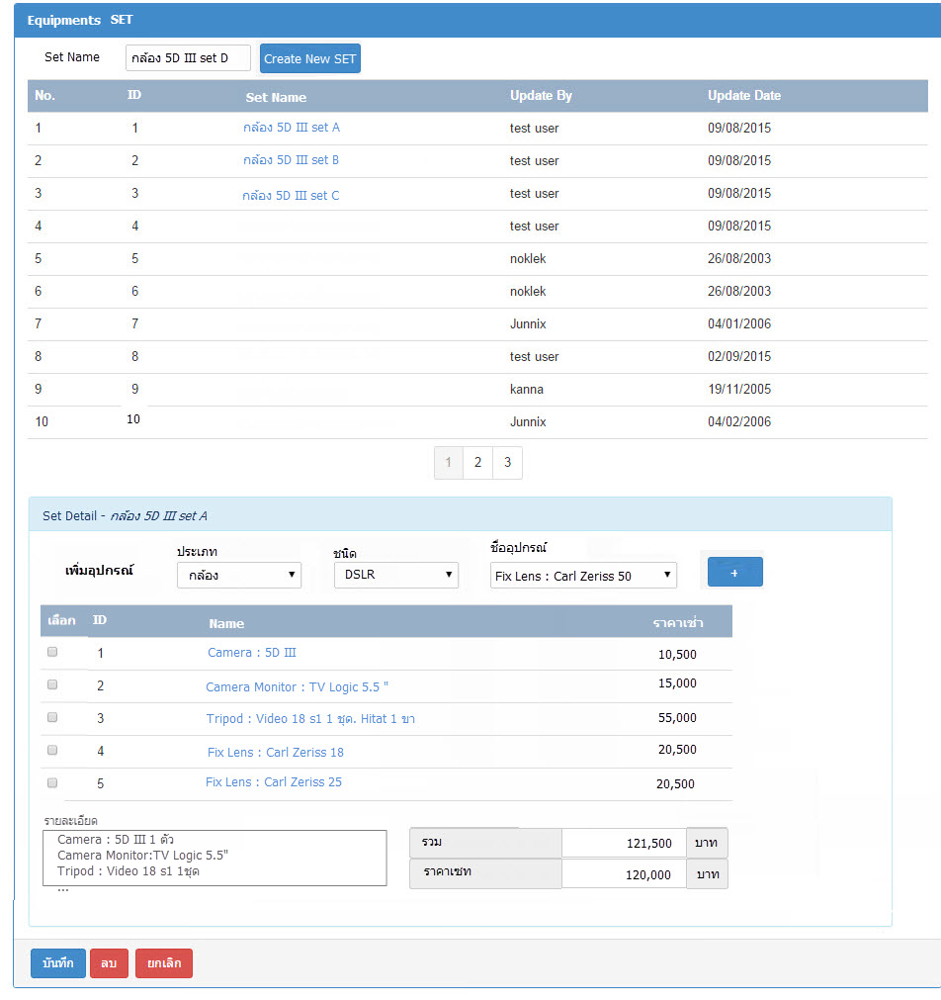 Equipments SET
Set Name กล้อง 5D III set D Create New SET
No. ID Set Name Update By Update Date
1 1 กล้อง 5D III set A test user 09/08/2015
2 2 กล้อง 5D III set B test user 09/08/2015
3 3 กล้อง 5D III set C test user 09/08/2015
4 4 test user 09/08/2015
5 5 noklek 26/08/2003
6 6 noklek 26/08/2003
7 7 Junnix 04/01/2006
8 8 test user 02/09/2015
9 9 kanna 19/11/2005
10 10 Junnix 04/02/2006
1 2 3
Set Detail - กล้อง 5D III set A
ประเภท ชนิด ชื่ออุปกรณ์
เพิ่มอุปกรณ์ กล้อง DSLR Fix Lens : Carl Zeriss 50 +
เลือก ID Name ราคาเช่า
1 Camera : 5D III 10,500
2 Camera Monitor : TV Logic 5.5 " 15,000
3 Tripod : Video 18 s1 1 ชุด. Hitat 1 ขา 55,000
4 Fix Lens : Carl Zeriss 18 20,500
5 Fix Lens : Carl Zeriss 25 20,500
รายละเอียด
Camera : 5D III 1 ตัว
Camera Monitor:TV Logic 5.5"
Tripod : Video 18 s1 1ชุด
...
รวม 121,500 บาท
ราคาเซท 120,000 บาท
บันทึก ลบ ยกเลิก